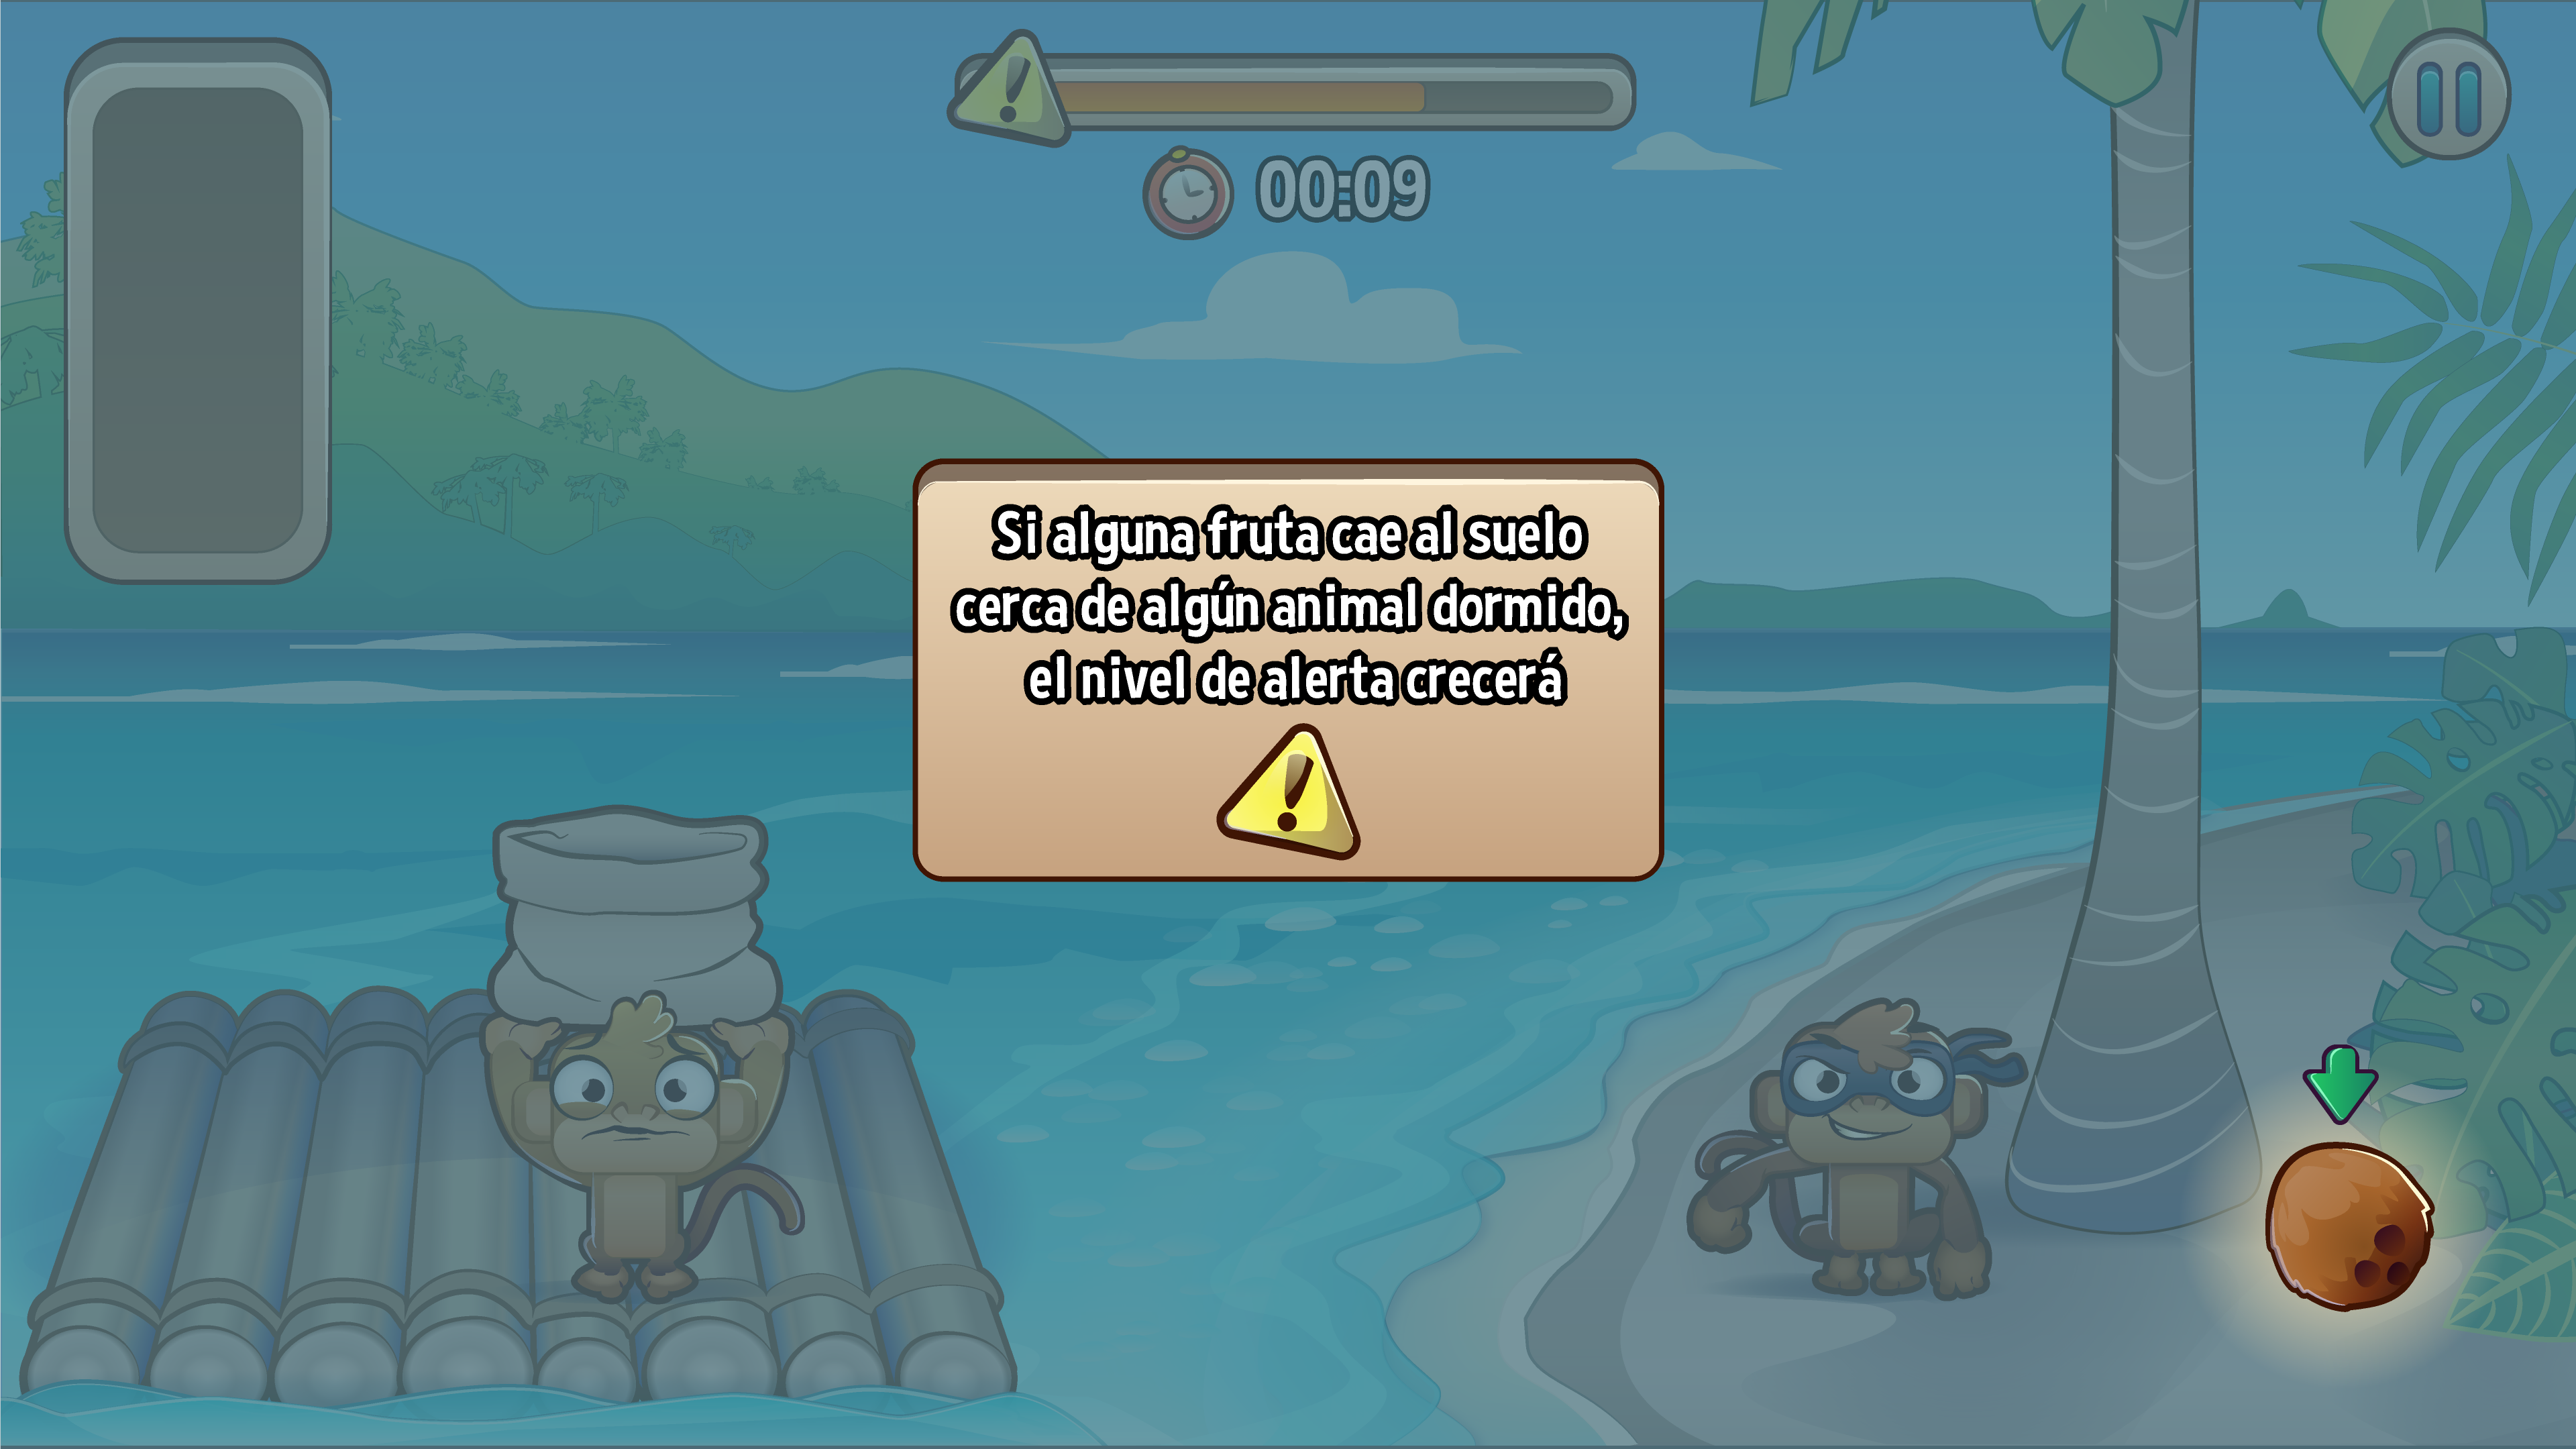 00:09
Si alguna fruta cae al suelo
cerca de algún animal dormido,
el nivel de alerta crecerá